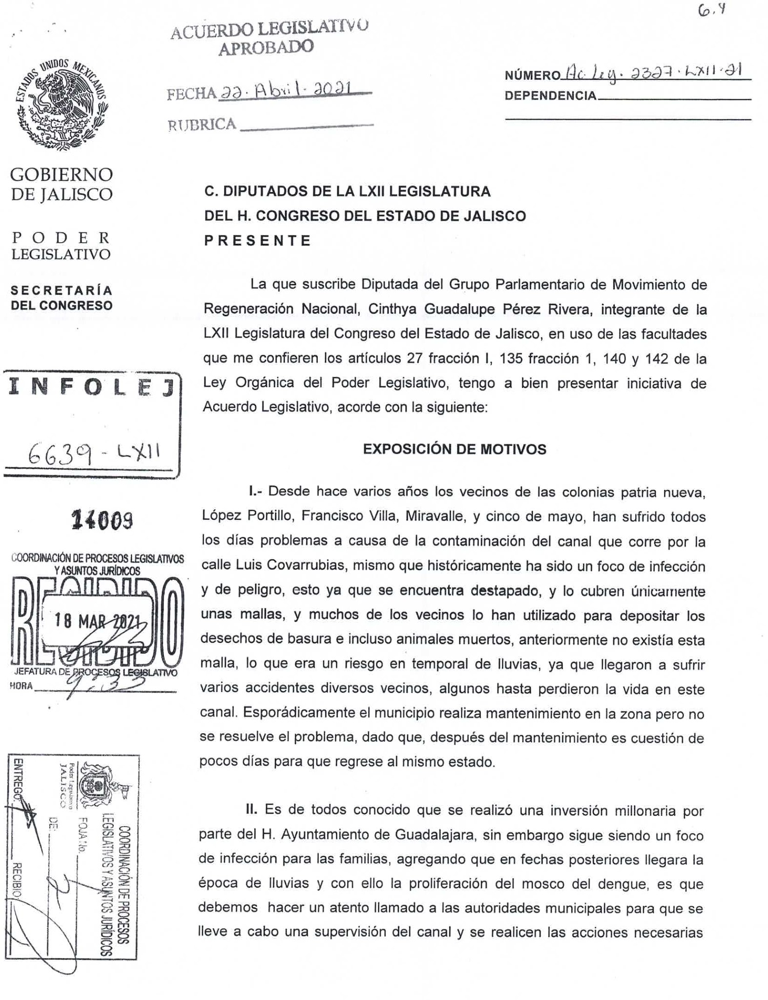 6.4
ACUERDO LEGISLATIVO
APROBADO
FECHA 22. Abril. 2021
RUBRICA
NÚMERO Ac. Leg. 2327. LXII. 21
DEPENDENCIA
ESTADOS UNIDOS MEXICANOS
GOBIERNO
DE JALISCO
PODER
LEGISLATIVO
SECRETARÍA
DEL CONGRESO
INFOLEJ
6639 - LXII
14009
COORDINACIÓN DE PROCESOS LEGISLATIVOS
Y ASUNTOS JURÍDICOS
RECIBIDO
18 MAR 2021
JEFATURA DE PROCESOS LEGISLATIVO
HORA 9:33
COORDINACIÓN DE PROCESOS
LEGISLATIVOS Y ASUNTOS JURÍDICOS
Poder Legislativo
JALISCO
FOJA No.
DE:
ENTREGO:
RECIBIO:
C. DIPUTADOS DE LA LXII LEGISLATURA
DEL H. CONGRESO DEL ESTADO DE JALISCO
PRESENTE
La que suscribe Diputada del Grupo Parlamentario de Movimiento de
Regeneración Nacional, Cinthya Guadalupe Pérez Rivera, integrante de la
LXII Legislatura del Congreso del Estado de Jalisco, en uso de las facultades
que me confieren los artículos 27 fracción I, 135 fracción 1, 140 y 142 de la
Ley Orgánica del Poder Legislativo, tengo a bien presentar iniciativa de
Acuerdo Legislativo, acorde con la siguiente:
EXPOSICIÓN DE MOTIVOS
I.- Desde hace varios años los vecinos de las colonias patria nueva,
López Portillo, Francisco Villa, Miravalle, y cinco de mayo, han sufrido todos
los días problemas a causa de la contaminación del canal que corre por la
calle Luis Covarrubias, mismo que históricamente ha sido un foco de infección
y de peligro, esto ya que se encuentra destapado, y lo cubren únicamente
unas mallas, y muchos de los vecinos lo han utilizado para depositar los
desechos de basura e incluso animales muertos, anteriormente no existía esta
malla, lo que era un riesgo en temporal de lluvias, ya que llegaron a sufrir
varios accidentes diversos vecinos, algunos hasta perdieron la vida en este
canal. Esporádicamente el municipio realiza mantenimiento en la zona pero no
se resuelve el problema, dado que, después del mantenimiento es cuestión de
pocos días para que regrese al mismo estado.
II. Es de todos conocido que se realizó una inversión millonaria por
parte del H. Ayuntamiento de Guadalajara, sin embargo sigue siendo un foco
de infección para las familias, agregando que en fechas posteriores llegara la
época de lluvias y con ello la proliferación del mosco del dengue, es que
debemos hacer un atento llamado a las autoridades municipales para que se
lleve a cabo una supervisión del canal y se realicen las acciones necesarias